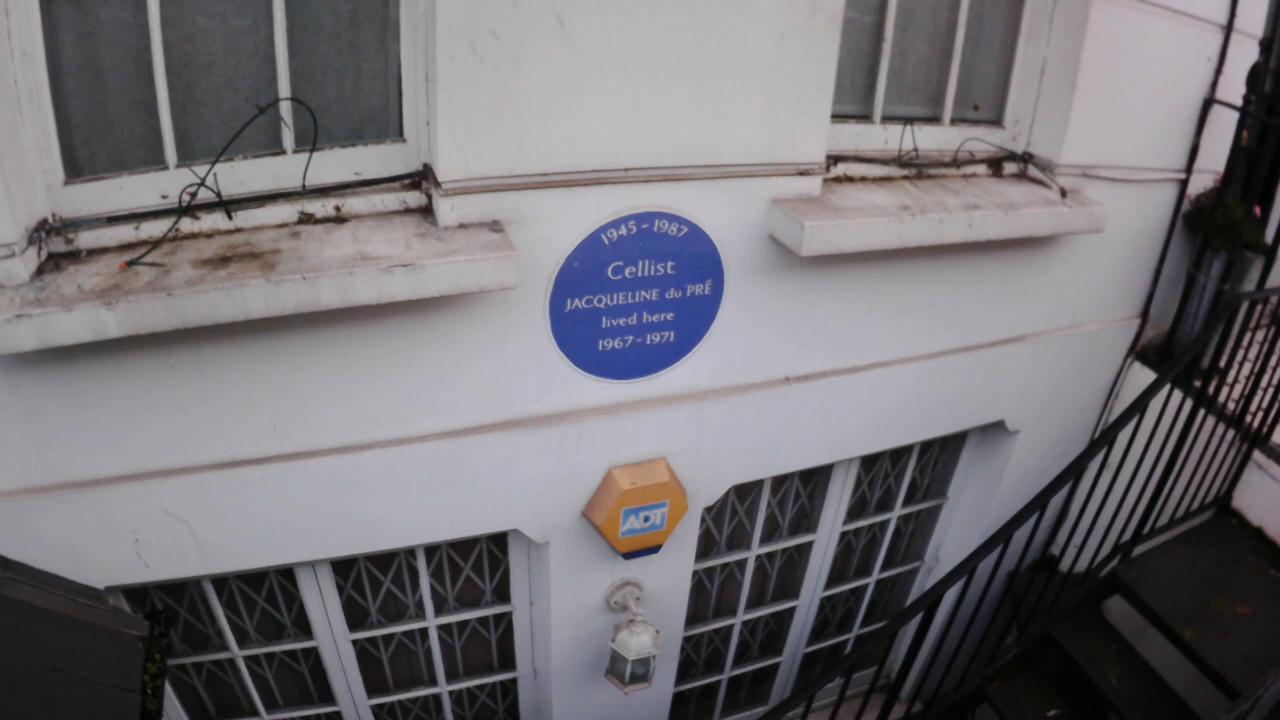 1945-1987
Cellist
JACQUELINE du PRÉ
lived here
1967-1971
ADT